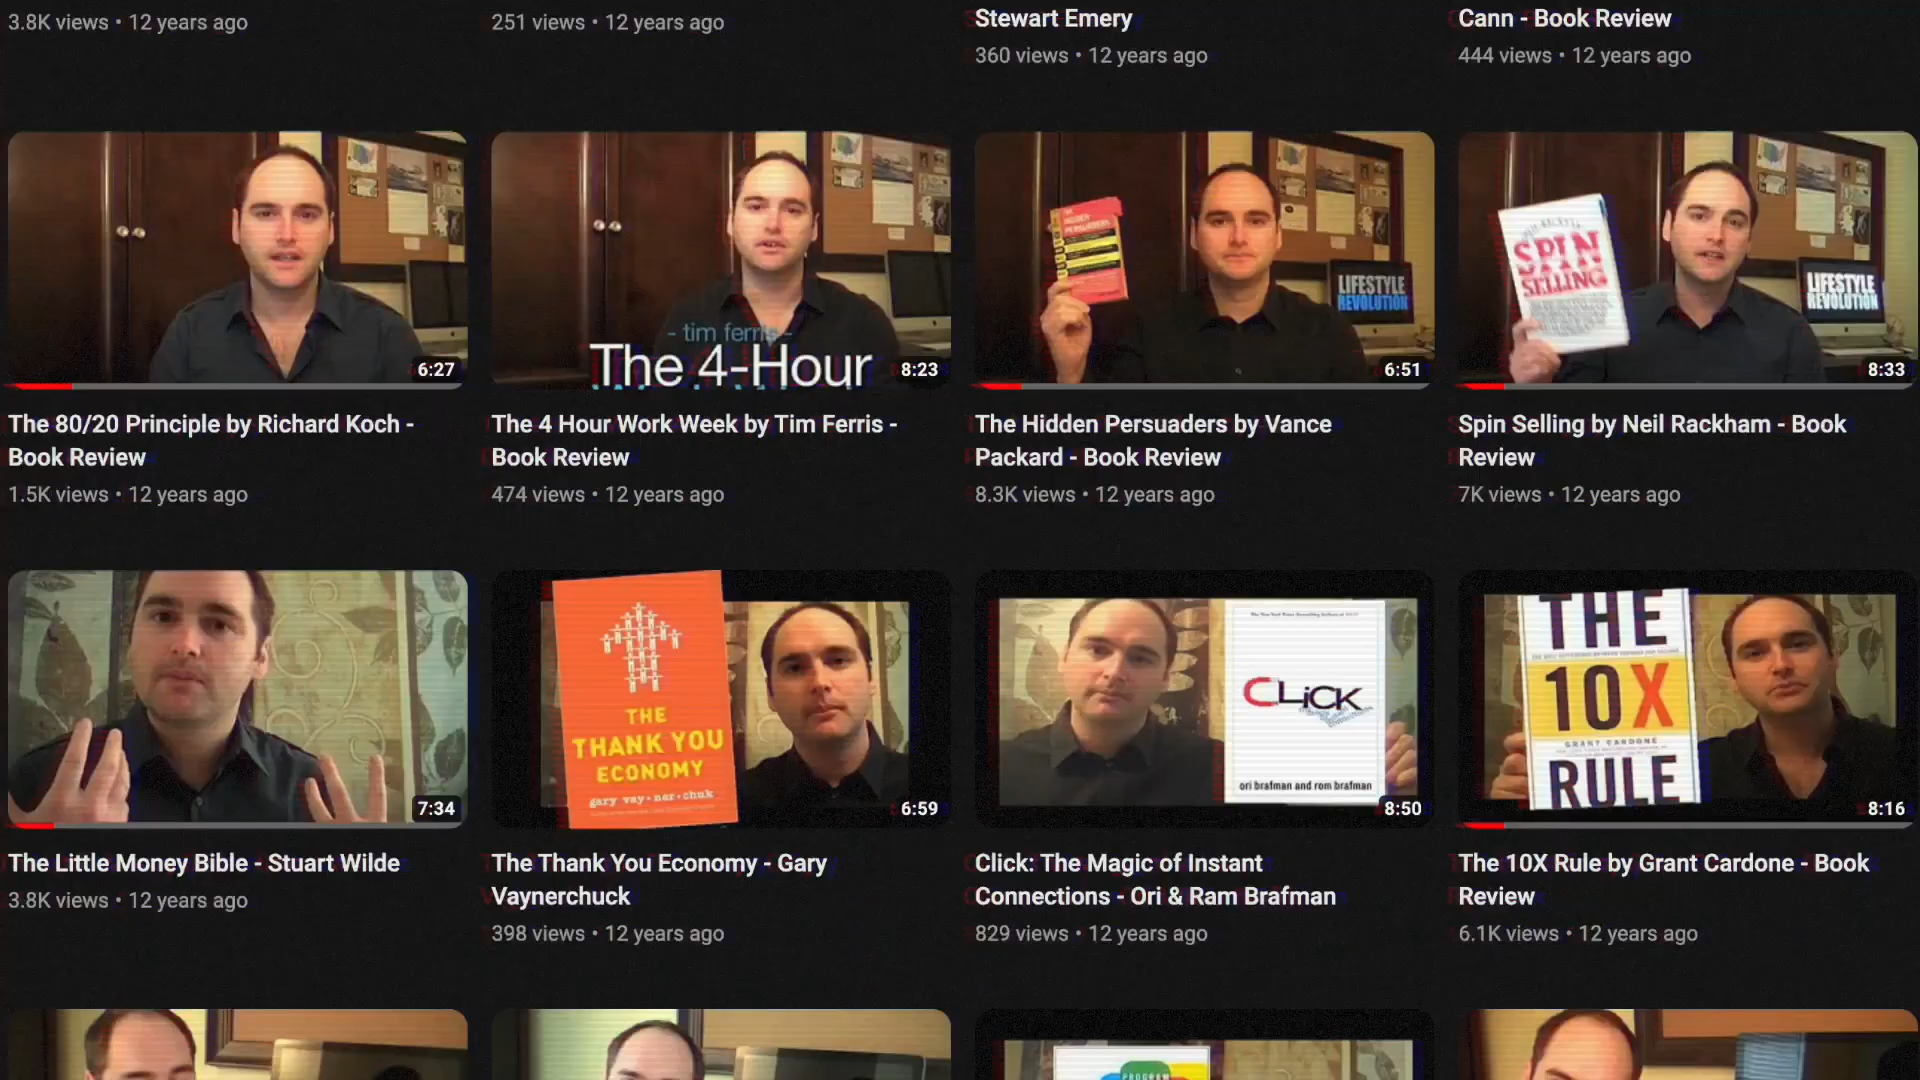 3.8K views • 12 years ago
251 views • 12 years ago
Stewart Emery
360 views • 12 years ago
Cann - Book Review
444 views • 12 years ago
6:27
- tim ferris -
The 4-Hour
8:23
THE HIDDEN PERSUADERS
LIFESTYLE
REVOLUTION
6:51
SPIN
SELLING
LIFESTYLE
REVOLUTION
8:33
The 80/20 Principle by Richard Koch -
Book Review
1.5K views • 12 years ago
The 4 Hour Work Week by Tim Ferris -
Book Review
474 views • 12 years ago
The Hidden Persuaders by Vance
Packard - Book Review
8.3K views • 12 years ago
Spin Selling by Neil Rackham - Book
Review
7K views • 12 years ago
7:34
THE
THANK YOU
ECONOMY
gary vay•ner•chuk
6:59
CLiCK
ori brafman and rom brafman
8:50
THE
10X
GRANT CARDONE
RULE
8:16
The Little Money Bible - Stuart Wilde
3.8K views • 12 years ago
The Thank You Economy - Gary
Vaynerchuck
398 views • 12 years ago
Click: The Magic of Instant
Connections - Ori & Ram Brafman
829 views • 12 years ago
The 10X Rule by Grant Cardone - Book
Review
6.1K views • 12 years ago
PROGRAM